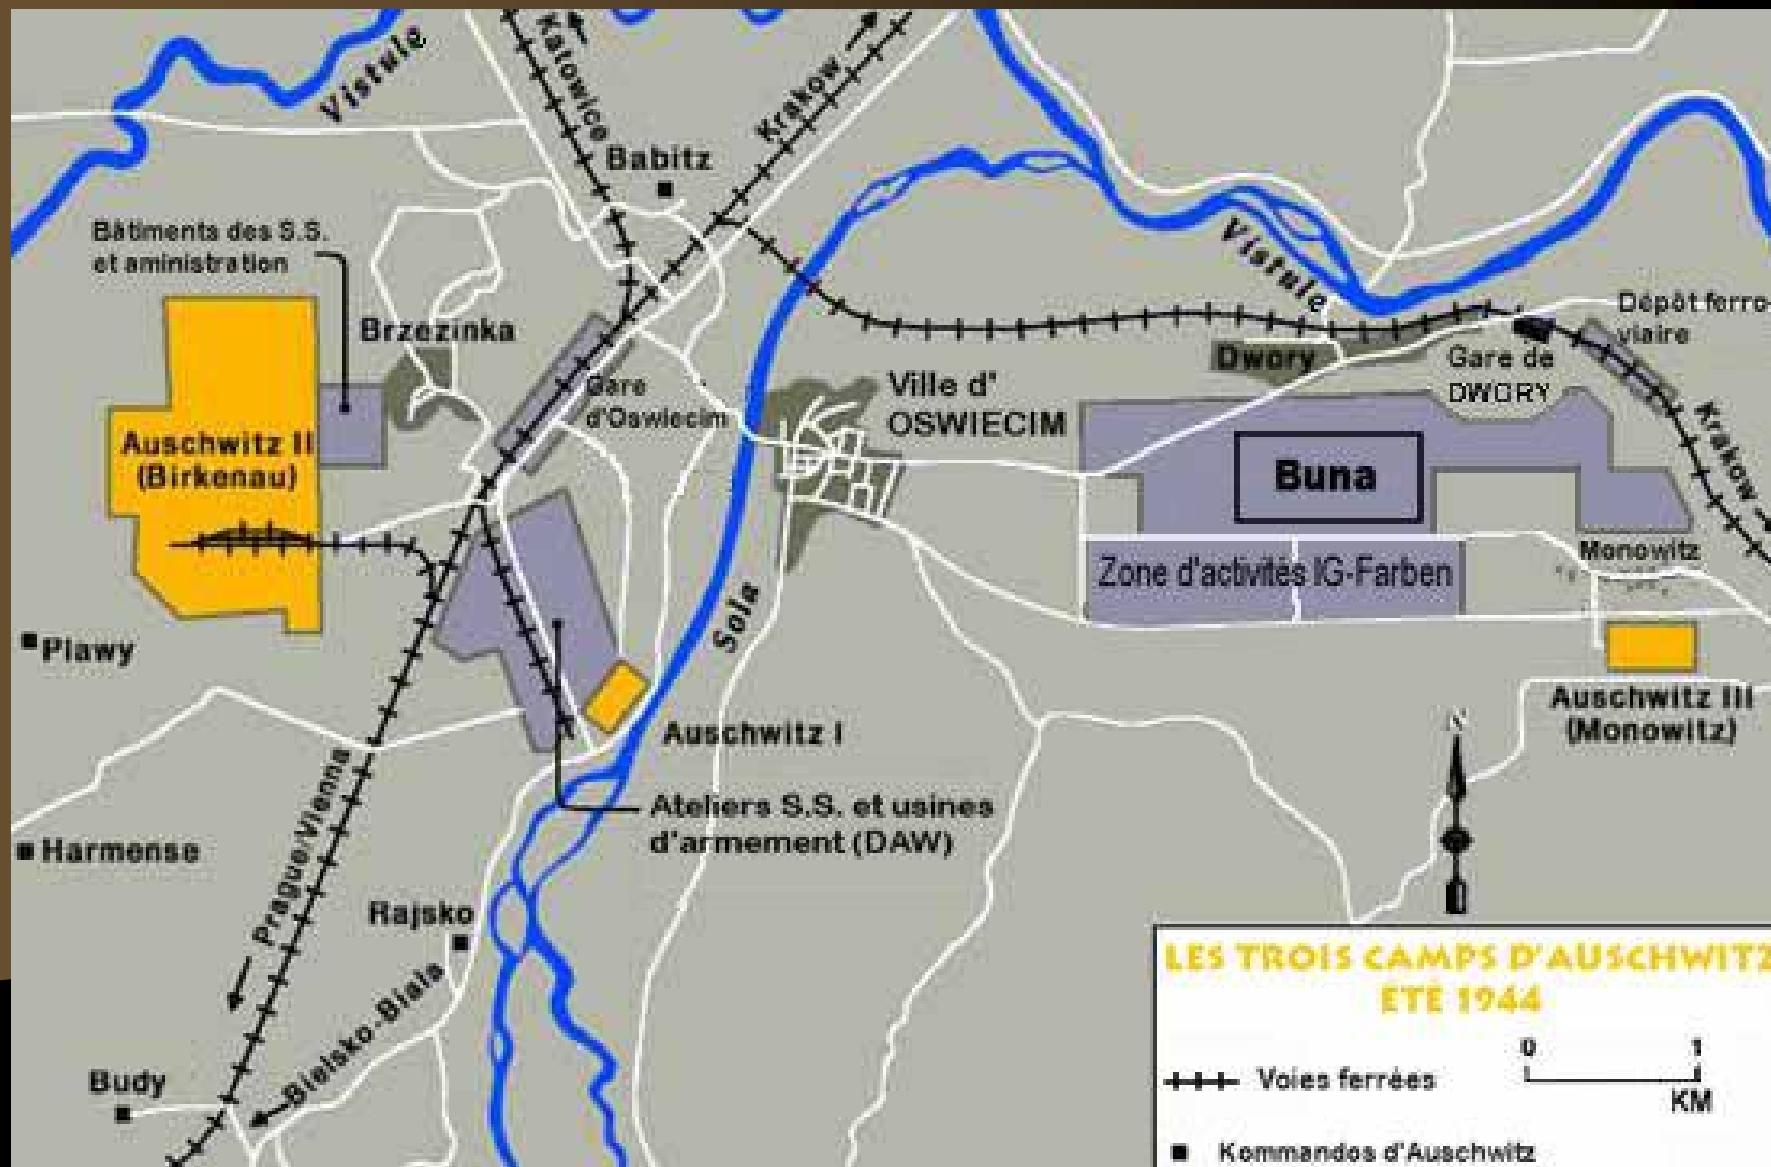 Vistule
Katowice
Krakow
Babitz
Bâtiments des S.S.
et aministration
Brzezinka
Vistule
Dépôt ferro-
viaire
Gare
d'Oswiecim
Ville d'
OSWIECIM
Dwory
Gare de
DWORY
Krakow
Auschwitz II
(Birkenau)
Buna
Zone d'activités IG-Farben
Monowitz
Sola
Plawy
Auschwitz I
Auschwitz III
(Monowitz)
N
Ateliers S.S. et usines
d'armement (DAW)
Harmense
Prague/Vienna
Rajsko
Bielsko-Biala
Budy
LES TROIS CAMPS D'AUSCHWITZ
ETÉ 1944
Voies ferrées
0 1
KM
Kommandos d'Auschwitz